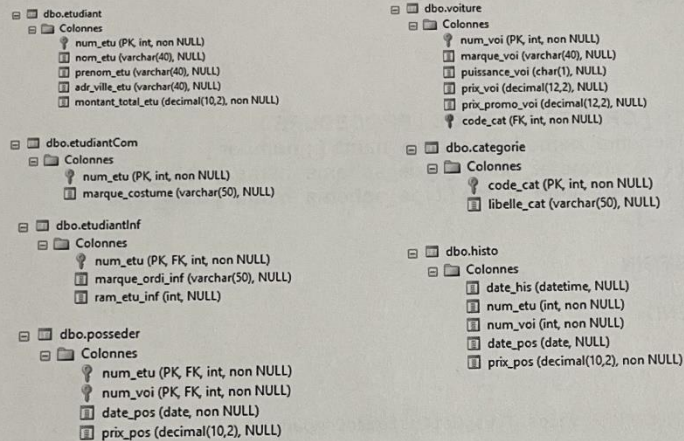 dbo.etudiant
Colonnes
num_etu (PK, int, non NULL)
nom_etu (varchar(40), NULL)
prenom_etu (varchar(40), NULL)
adr_ville_etu (varchar(40), NULL)
montant_total_etu (decimal(10,2), non NULL)
dbo.etudiantCom
Colonnes
num_etu (PK, int, non NULL)
marque_costume (varchar(50), NULL)
dbo.etudiantInf
Colonnes
num_etu (PK, FK, int, non NULL)
marque_ordi_inf (varchar(50), NULL)
ram_etu_inf (int, NULL)
dbo.posseder
Colonnes
num_etu (PK, FK, int, non NULL)
num_voi (PK, FK, int, non NULL)
date_pos (date, non NULL)
prix_pos (decimal(10,2), NULL)
dbo.voiture
Colonnes
num_voi (PK, int, non NULL)
marque_voi (varchar(40), NULL)
puissance_voi (char(1), NULL)
prix_voi (decimal(12,2), NULL)
prix_promo_voi (decimal(12,2), NULL)
code_cat (FK, int, non NULL)
dbo.categorie
Colonnes
code_cat (PK, int, non NULL)
libelle_cat (varchar(50), NULL)
dbo.histo
Colonnes
date_his (datetime, NULL)
num_etu (int, non NULL)
num_voi (int, non NULL)
date_pos (date, NULL)
prix_pos (decimal(10,2), non NULL)